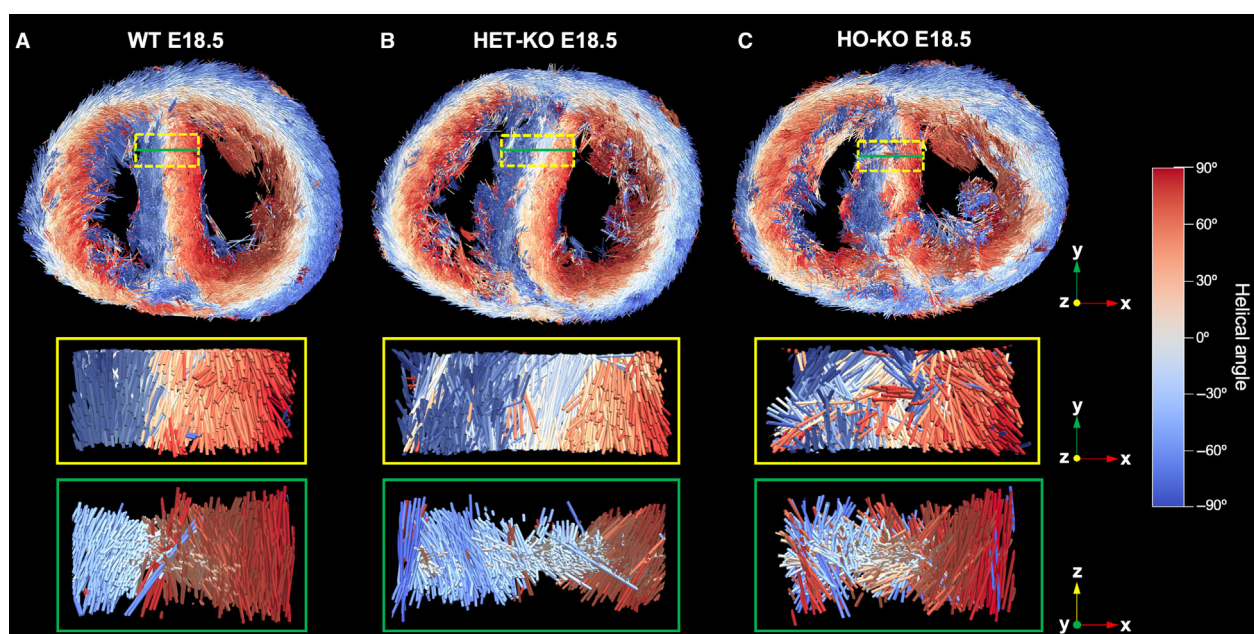 A WT E18.5
B HET-KO E18.5
C HO-KO E18.5
y
z x
90º
60º
30º
0º
–30º
–60º
–90º
Helical angle
y
z x
z
y x